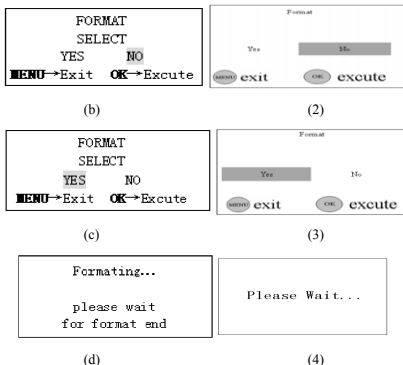 FORMAT
SELECT
YES NO
MENU→Exit OK→Excute
(b)
Format
Yes No
MENU exit OK excute
(2)
FORMAT
SELECT
YES NO
MENU→Exit OK→Excute
(c)
Format
Yes No
MENU exit OK excute
(3)
Formating...
please wait
for format end
(d)
Please Wait...
(4)